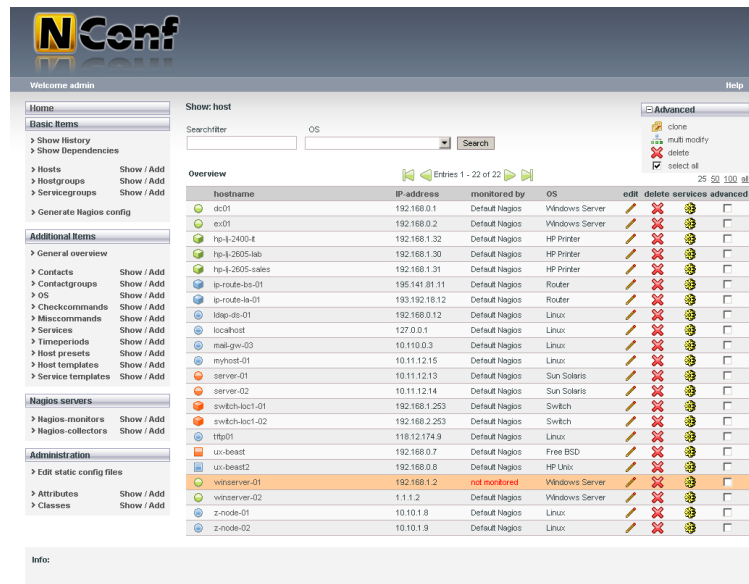 NConf
Welcome admin Help
Home
Basic Items
> Show History
> Show Dependencies
> Hosts Show / Add
> Hostgroups Show / Add
> Servicegroups Show / Add
> Generate Nagios config
Additional Items
> General overview
> Contacts Show / Add
> Contactgroups Show / Add
> OS Show / Add
> Checkcommands Show / Add
> Misccommands Show / Add
> Services Show / Add
> Timeperiods Show / Add
> Host presets Show / Add
> Host templates Show / Add
> Service templates Show / Add
Nagios servers
> Nagios-monitors Show / Add
> Nagios-collectors Show / Add
Administration
> Edit static config files
> Attributes Show / Add
> Classes Show / Add
Show: host
Searchfilter OS
Search
Advanced
clone
multi modify
delete
select all
Overview Entries 1 - 22 of 22 25 50 100 all
hostname IP-address monitored by OS edit delete services advanced
dc01 192.168.0.1 Default Nagios Windows Server
ex01 192.168.0.2 Default Nagios Windows Server
hp-lj-2400-it 192.168.1.32 Default Nagios HP Printer
hp-lj-2605-lab 192.168.1.30 Default Nagios HP Printer
hp-lj-2605-sales 192.168.1.31 Default Nagios HP Printer
ip-route-bs-01 195.141.81.11 Default Nagios Router
ip-route-la-01 193.192.18.12 Default Nagios Router
ldap-ds-01 192.168.0.12 Default Nagios Linux
localhost 127.0.0.1 Default Nagios Linux
mail-gw-03 10.110.0.3 Default Nagios Linux
myhost-01 10.11.12.15 Default Nagios Linux
server-01 10.11.12.13 Default Nagios Sun Solaris
server-02 10.11.12.14 Default Nagios Sun Solaris
switch-loc1-01 192.168.1.253 Default Nagios Switch
switch-loc1-02 192.168.2.253 Default Nagios Switch
tftp01 118.12.174.9 Default Nagios Linux
ux-beast 192.168.0.7 Default Nagios Free BSD
ux-beast2 192.168.0.8 Default Nagios HP Unix
winserver-01 192.168.1.2 not monitored Windows Server
winserver-02 1.1.1.2 Default Nagios Windows Server
z-node-01 10.10.1.8 Default Nagios Linux
z-node-02 10.10.1.9 Default Nagios Linux
Info: